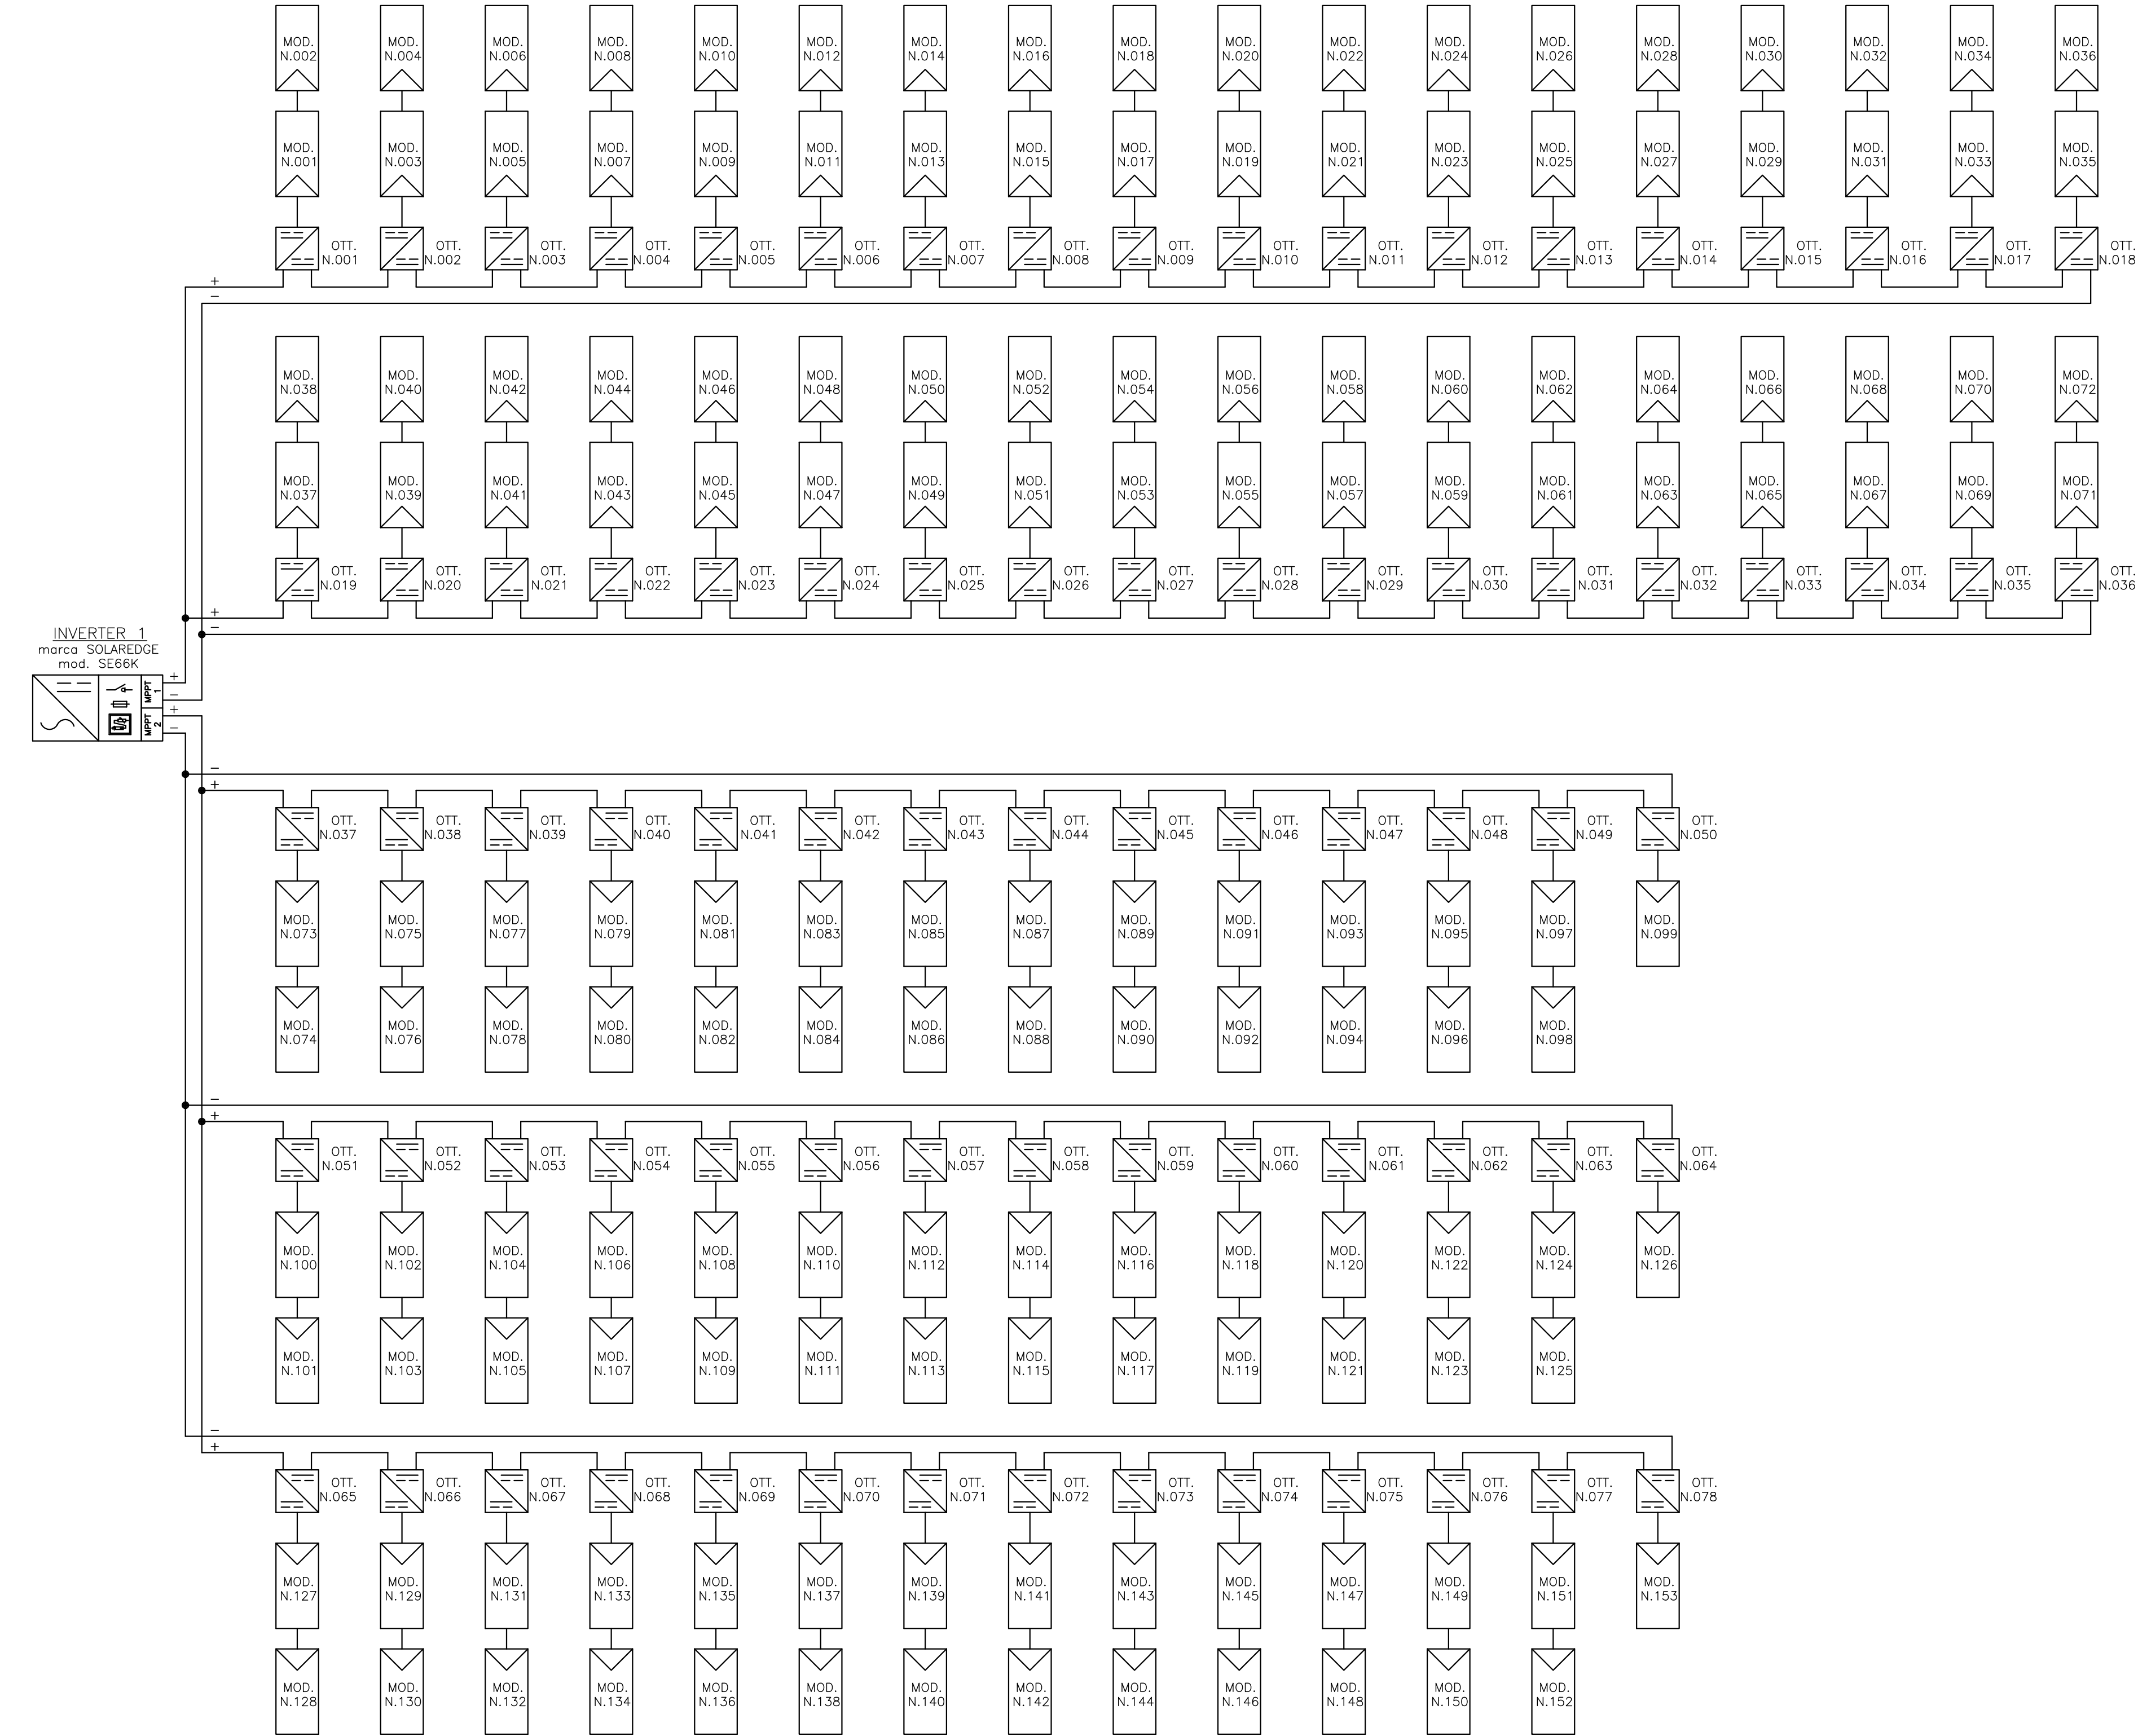 MOD. MOD. MOD. MOD. MOD. MOD. MOD. MOD. MOD. MOD. MOD. MOD. MOD. MOD. MOD. MOD. MOD. MOD.
N.002 N.004 N.006 N.008 N.010 N.012 N.014 N.016 N.018 N.020 N.022 N.024 N.026 N.028 N.030 N.032 N.034 N.036
MOD. MOD. MOD. MOD. MOD. MOD. MOD. MOD. MOD. MOD. MOD. MOD. MOD. MOD. MOD. MOD. MOD. MOD.
N.001 N.003 N.005 N.007 N.009 N.011 N.013 N.015 N.017 N.019 N.021 N.023 N.025 N.027 N.029 N.031 N.033 N.035
OTT. OTT. OTT. OTT. OTT. OTT. OTT. OTT. OTT. OTT. OTT. OTT. OTT. OTT. OTT. OTT. OTT. OTT.
N.001 N.002 N.003 N.004 N.005 N.006 N.007 N.008 N.009 N.010 N.011 N.012 N.013 N.014 N.015 N.016 N.017 N.018
+
−
MOD. MOD. MOD. MOD. MOD. MOD. MOD. MOD. MOD. MOD. MOD. MOD. MOD. MOD. MOD. MOD. MOD. MOD.
N.038 N.040 N.042 N.044 N.046 N.048 N.050 N.052 N.054 N.056 N.058 N.060 N.062 N.064 N.066 N.068 N.070 N.072
MOD. MOD. MOD. MOD. MOD. MOD. MOD. MOD. MOD. MOD. MOD. MOD. MOD. MOD. MOD. MOD. MOD. MOD.
N.037 N.039 N.041 N.043 N.045 N.047 N.049 N.051 N.053 N.055 N.057 N.059 N.061 N.063 N.065 N.067 N.069 N.071
OTT. OTT. OTT. OTT. OTT. OTT. OTT. OTT. OTT. OTT. OTT. OTT. OTT. OTT. OTT. OTT. OTT. OTT.
N.019 N.020 N.021 N.022 N.023 N.024 N.025 N.026 N.027 N.028 N.029 N.030 N.031 N.032 N.033 N.034 N.035 N.036
+
−
INVERTER 1
marca SOLAREDGE
mod. SE66K
MPPT
1
+
−
MPPT
2
+
−
−
+
OTT. OTT. OTT. OTT. OTT. OTT. OTT. OTT. OTT. OTT. OTT. OTT. OTT. OTT.
N.037 N.038 N.039 N.040 N.041 N.042 N.043 N.044 N.045 N.046 N.047 N.048 N.049 N.050
MOD. MOD. MOD. MOD. MOD. MOD. MOD. MOD. MOD. MOD. MOD. MOD. MOD. MOD.
N.073 N.075 N.077 N.079 N.081 N.083 N.085 N.087 N.089 N.091 N.093 N.095 N.097 N.099
MOD. MOD. MOD. MOD. MOD. MOD. MOD. MOD. MOD. MOD. MOD. MOD. MOD.
N.074 N.076 N.078 N.080 N.082 N.084 N.086 N.088 N.090 N.092 N.094 N.096 N.098
−
+
OTT. OTT. OTT. OTT. OTT. OTT. OTT. OTT. OTT. OTT. OTT. OTT. OTT. OTT.
N.051 N.052 N.053 N.054 N.055 N.056 N.057 N.058 N.059 N.060 N.061 N.062 N.063 N.064
MOD. MOD. MOD. MOD. MOD. MOD. MOD. MOD. MOD. MOD. MOD. MOD. MOD. MOD.
N.100 N.102 N.104 N.106 N.108 N.110 N.112 N.114 N.116 N.118 N.120 N.122 N.124 N.126
MOD. MOD. MOD. MOD. MOD. MOD. MOD. MOD. MOD. MOD. MOD. MOD. MOD.
N.101 N.103 N.105 N.107 N.109 N.111 N.113 N.115 N.117 N.119 N.121 N.123 N.125
−
+
OTT. OTT. OTT. OTT. OTT. OTT. OTT. OTT. OTT. OTT. OTT. OTT. OTT. OTT.
N.065 N.066 N.067 N.068 N.069 N.070 N.071 N.072 N.073 N.074 N.075 N.076 N.077 N.078
MOD. MOD. MOD. MOD. MOD. MOD. MOD. MOD. MOD. MOD. MOD. MOD. MOD. MOD.
N.127 N.129 N.131 N.133 N.135 N.137 N.139 N.141 N.143 N.145 N.147 N.149 N.151 N.153
MOD. MOD. MOD. MOD. MOD. MOD. MOD. MOD. MOD. MOD. MOD. MOD. MOD.
N.128 N.130 N.132 N.134 N.136 N.138 N.140 N.142 N.144 N.146 N.148 N.150 N.152